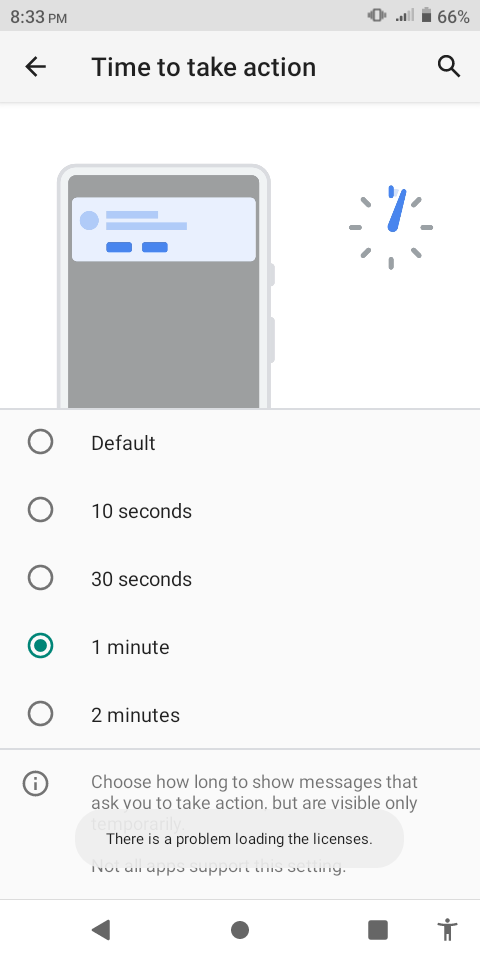 8:33 PM
66%
Time to take action
Default
10 seconds
30 seconds
1 minute
2 minutes
Choose how long to show messages that
ask you to take action, but are visible only
temporarily.
There is a problem loading the licenses.
Not all apps support this setting.